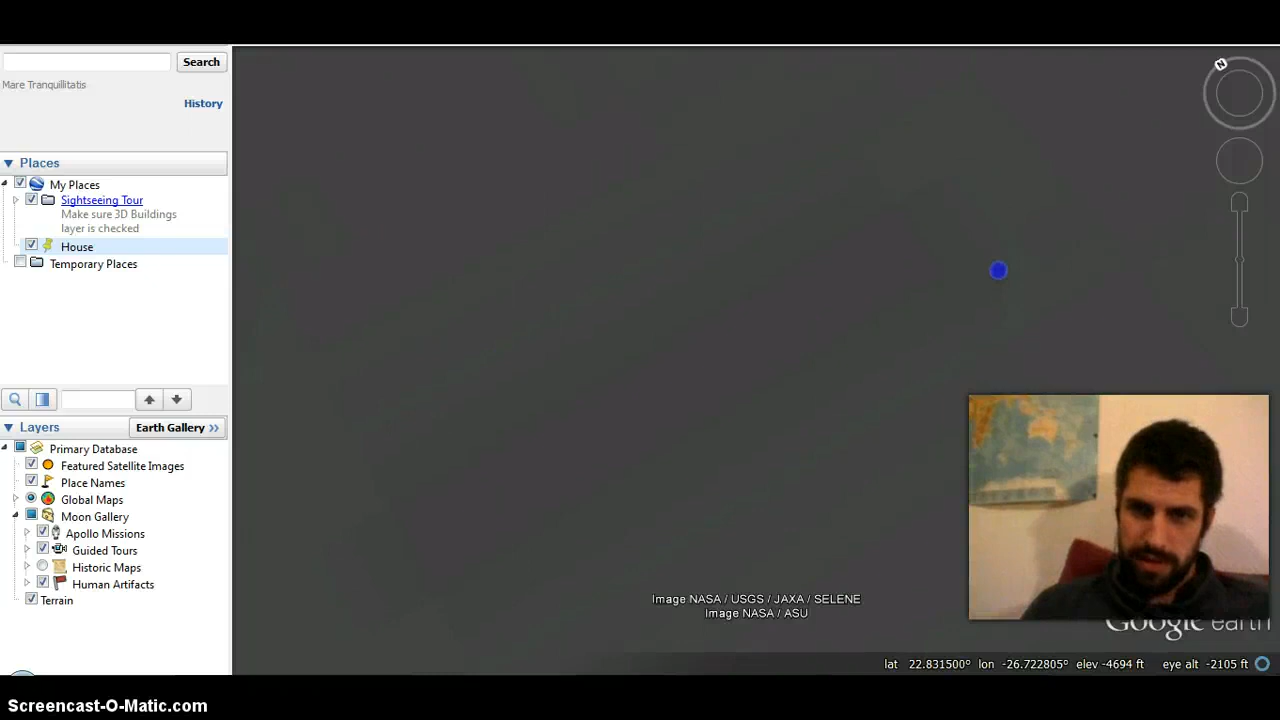 Search
Mare Tranquillitatis
History
Places
My Places
Sightseeing Tour
Make sure 3D Buildings
layer is checked
House
Temporary Places
Layers
Earth Gallery >>
Primary Database
Featured Satellite Images
Place Names
Global Maps
Moon Gallery
Apollo Missions
Guided Tours
Historic Maps
Human Artifacts
Terrain
N
Image NASA / USGS / JAXA / SELENE
Image NASA / ASU
Google earth
lat 22.831500° lon -26.722805° elev -4694 ft eye alt -2105 ft
Screencast-O-Matic.com